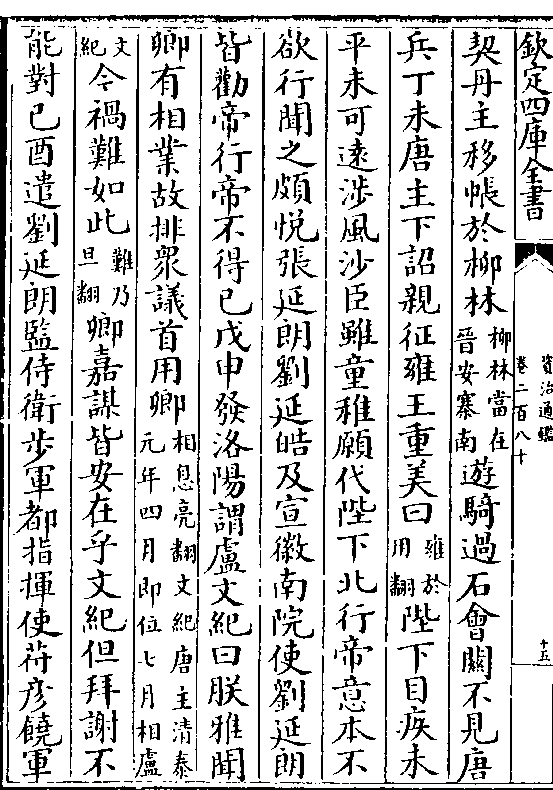 欽定四庫全書
資治通鑑
卷二百八十
十五
契丹主移帳於柳林柳林當在晉安寨南遊騎過石會關不見唐
兵丁未唐主下詔親征雍王重美曰雍於用翻陛下目疾未
平未可遠涉風沙臣雖童稚願代陛下北行帝意本不
欲行聞之頗悅張延朗劉延皓及宣徽南院使劉延朗
皆勸帝行帝不得已戊申發洛陽謂盧文紀曰朕雅聞
卿有相業故排衆議首用卿相息亮翻文紀唐主清泰元年四月即位七月相盧
文紀今禍難如此難乃旦翻卿嘉謀皆安在乎文紀但拜謝不
能對已酉遣劉延朗監侍衛步軍都指揮使苻彦饒軍